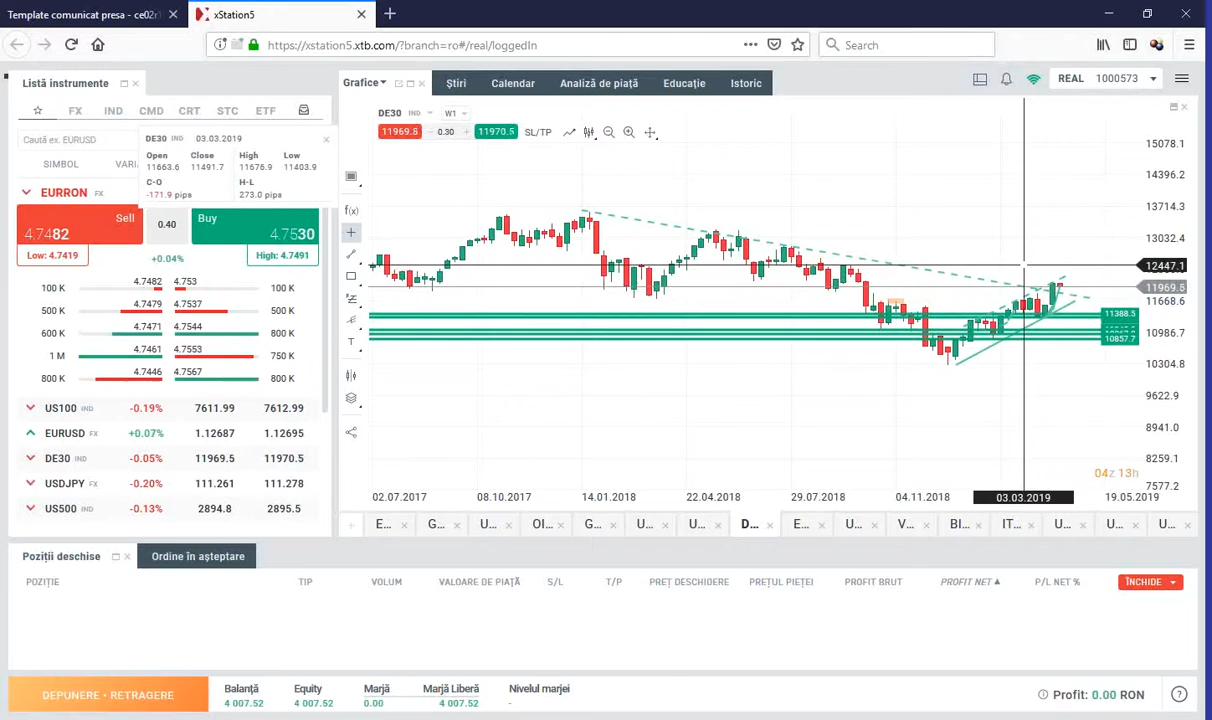 Template comunicat presa - ce02r
xStation5
https://xstation5.xtb.com/?branch=ro#/real/loggedIn
Search
Listă instrumente
FX IND CMD CRT STC ETF
Caută ex. EURUSD
SIMBOL VARIA
DE30 IND 03.03.2019
Open Close High Low
11663.6 11491.7 11676.9 11403.9
C-O H-L
-171.9 pips 273.0 pips
EURRON FX
Sell
4.7482
0.40
Buy
4.7530
Low: 4.7419
+0.04%
High: 4.7491
100 K 4.7482 4.753 100 K
500 K 4.7479 4.7537 500 K
600 K 4.7471 4.7544 600 K
1 M 4.7461 4.7553 750 K
800 K 4.7446 4.7567 800 K
US100 IND -0.19% 7611.99 7612.99
EURUSD FX +0.07% 1.12687 1.12695
DE30 IND -0.05% 11969.5 11970.5
USDJPY FX -0.20% 111.261 111.278
US500 IND -0.13% 2894.8 2895.5
Grafice Știri Calendar Analiză de piață Educație Istoric
REAL 1000573
DE30 IND W1
11969.5 0.30 11970.5 SL/TP
f(x)
T
15078.1
14396.2
13714.3
13032.4
12447.1
11969.5
11668.6
11388.5
10986.7
10857.7
10304.8
9622.9
8941.0
8259.1
7577.2
04z 13h
02.07.2017 08.10.2017 14.01.2018 22.04.2018 29.07.2018 04.11.2018 03.03.2019 19.05.2019
E... G... U... OI... G... U... U... D... E... U... V... BI... IT... U... U... U...
Poziții deschise Ordine în așteptare
POZIȚIE TIP VOLUM VALOARE DE PIAȚĂ S/L T/P PREȚ DESCHIDERE PREȚUL PIEȚEI PROFIT BRUT PROFIT NET P/L NET % ÎNCHIDE
DEPUNERE • RETRAGERE
Balanță Equity Marjă Marjă Liberă Nivelul marjei
4 007.52 4 007.52 0.00 4 007.52 -
Profit: 0.00 RON